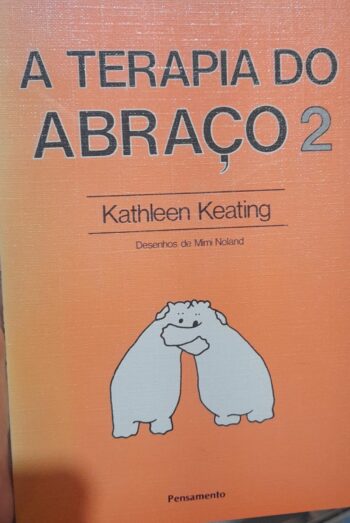 A TERAPIA DO
ABRAÇO 2
Kathleen Keating
Desenhos de Mimi Noland
Pensamento